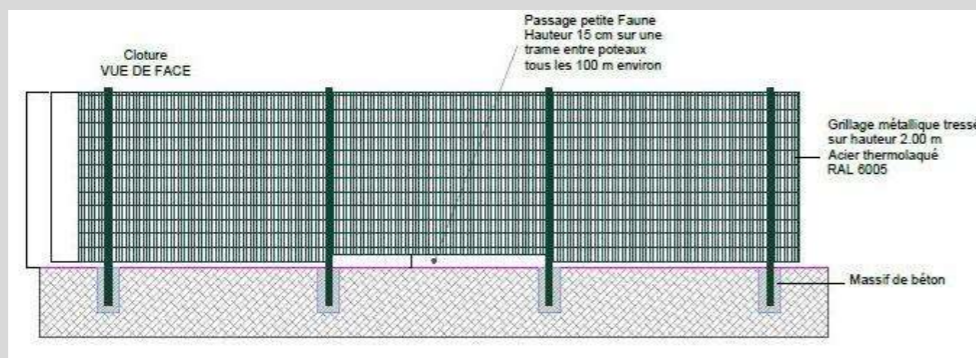 Passage petite Faune
Hauteur 15 cm sur une
trame entre poteaux
tous les 100 m environ
Cloture
VUE DE FACE
Grillage métallique tressé
sur hauteur 2.00 m
Acier thermolaqué
RAL 6005
Massif de béton